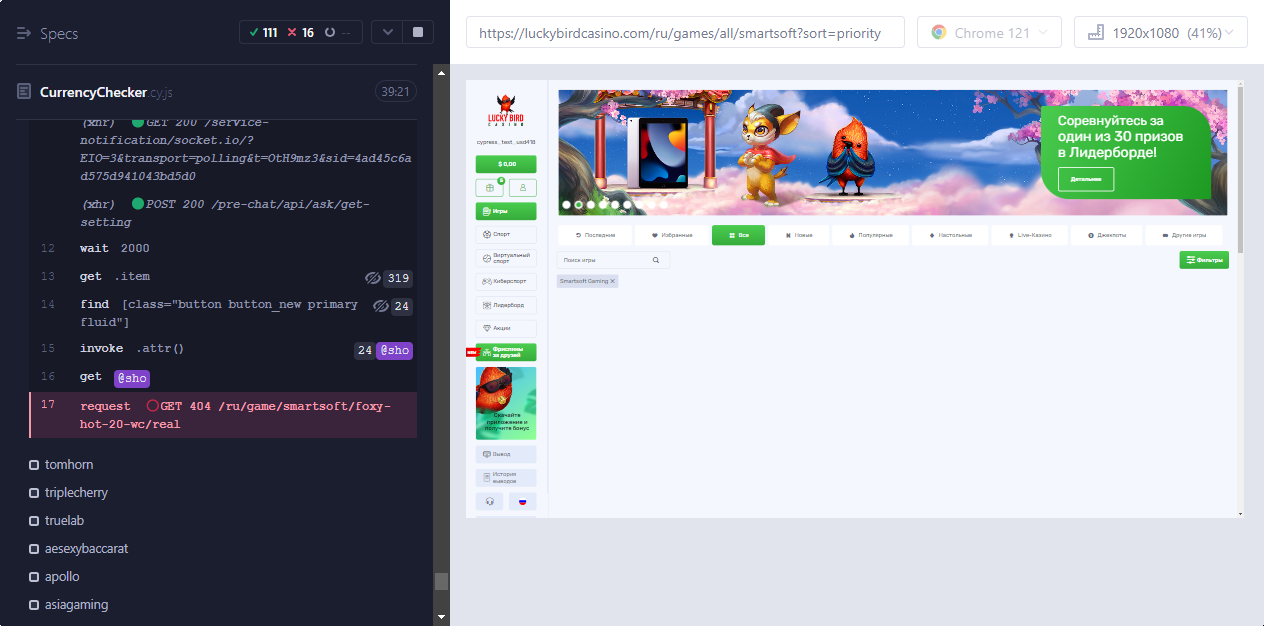 Specs
111
16
--
CurrencyChecker.cy.js
39:21
(xhr) GET 200 /service-
notification/socket.io/?
EIO=3&transport=polling&t=OtH9mz3&sid=4ad45c6a
d575d941043bd5d0
(xhr) POST 200 /pre-chat/api/ask/get-
setting
12 wait 2000
13 get .item 319
14 find [class="button button_new primary 24
fluid"]
15 invoke .attr() 24 @sho
16 get @sho
17 request GET 404 /ru/game/smartsoft/foxy-
hot-20-wc/real
tomhorn
triplecherry
truelab
aesexybaccarat
apollo
asiagaming
https://luckybirdcasino.com/ru/games/all/smartsoft?sort=priority
Chrome 121
1920x1080 (41%)
LUCKY BIRD
CASINO
cypress_test_usd418
$ 0,00
Игры
Спорт
Виртуальный
спорт
Киберспорт
Лидерборд
Акции
NEW
Фриспины
за друзей
Скачайте
приложение и
получите бонус
Вывод
История
выводов
Соревнуйтесь за
один из 30 призов
в Лидерборде!
Детальнее
Последние
Избранные
Все
Новые
Популярные
Настольные
Live-Казино
Джекпоты
Другие игры
Поиск игры
Фильтры
Smartsoft Gaming ✕